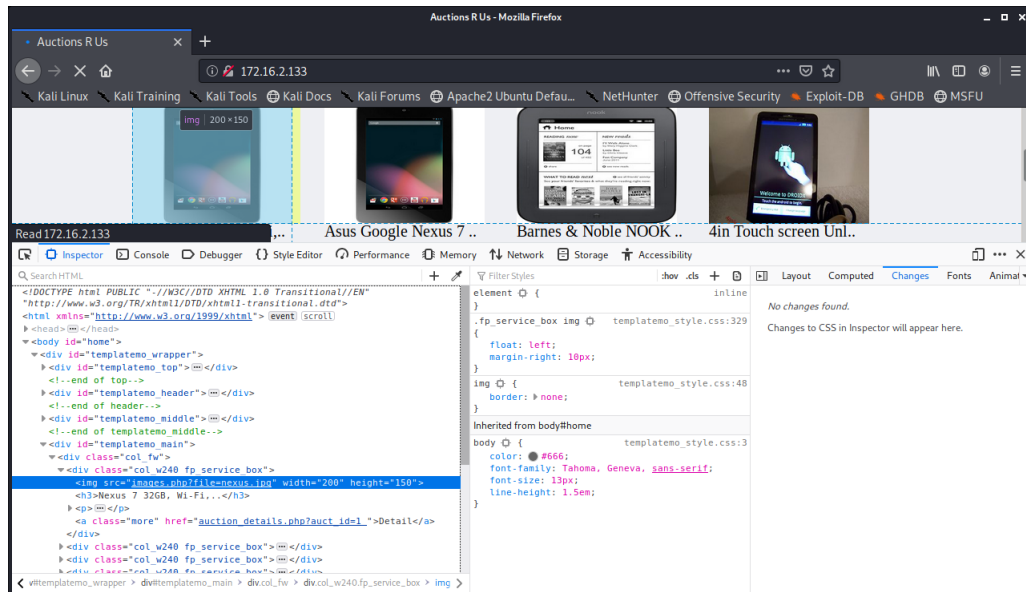 Auctions R Us - Mozilla Firefox
Auctions R Us
172.16.2.133
Kali Linux Kali Training Kali Tools Kali Docs Kali Forums Apache2 Ubuntu Defau... NetHunter Offensive Security Exploit-DB GHDB MSFU
img 200 × 150
Home
104
Welcome to DROID
Read 172.16.2.133
,.. Asus Google Nexus 7 .. Barnes & Noble NOOK .. 4in Touch screen Unl..
Inspector Console Debugger Style Editor Performance Memory Network Storage Accessibility
Search HTML
<!DOCTYPE html PUBLIC "-//W3C//DTD XHTML 1.0 Transitional//EN"
"http://www.w3.org/TR/xhtml1/DTD/xhtml1-transitional.dtd">
<html xmlns="http://www.w3.org/1999/xhtml"> event scroll
<head> </head>
<body id="home">
<div id="templatemo_wrapper">
<div id="templatemo_top"> </div>
<!--end of top-->
<div id="templatemo_header"> </div>
<!--end of header-->
<div id="templatemo_middle"> </div>
<!--end of templatemo_middle-->
<div id="templatemo_main">
<div class="col_fw">
<div class="col_w240 fp_service_box">
<img src="images.php?file=nexus.jpg" width="200" height="150">
<h3>Nexus 7 32GB, Wi-Fi,..</h3>
<p> </p>
<a class="more" href="auction_details.php?auct_id=1 ">Detail</a>
</div>
<div class="col_w240 fp_service_box"> </div>
<div class="col_w240 fp_service_box"> </div>
<div class="col_w240 fp_service_box"> </div>
v#templatemo_wrapper > div#templatemo_main > div.col_fw > div.col_w240.fp_service_box > img
Filter Styles :hov .cls
element { inline
}
.fp_service_box img templatemo_style.css:329
{
float: left;
margin-right: 10px;
}
img { templatemo_style.css:48
border: none;
}
Inherited from body#home
body { templatemo_style.css:3
color: #666;
font-family: Tahoma, Geneva, sans-serif;
font-size: 13px;
line-height: 1.5em;
}
Layout Computed Changes Fonts Animat
No changes found.
Changes to CSS in Inspector will appear here.